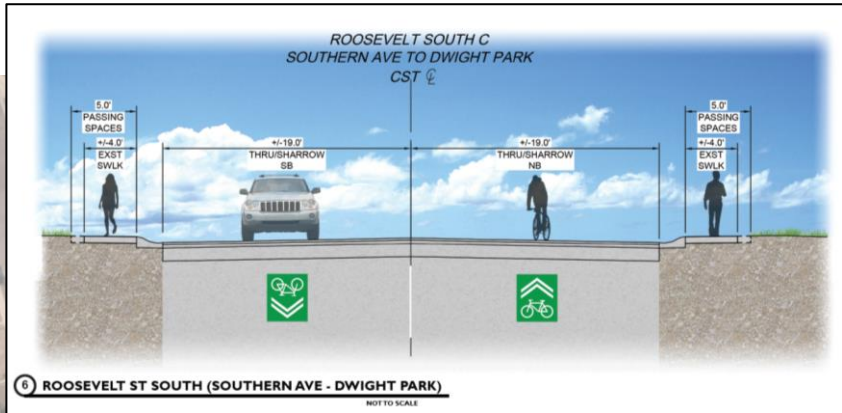 ROOSEVELT SOUTH C
SOUTHERN AVE TO DWIGHT PARK
CST ℄
5.0'
PASSING
SPACES
+/-4.0'
EXST
SWLK
+/-19.0'
THRU/SHARROW
SB
+/-19.0'
THRU/SHARROW
NB
5.0'
PASSING
SPACES
+/-4.0'
EXST
SWLK
6 ROOSEVELT ST SOUTH (SOUTHERN AVE - DWIGHT PARK)
NOT TO SCALE